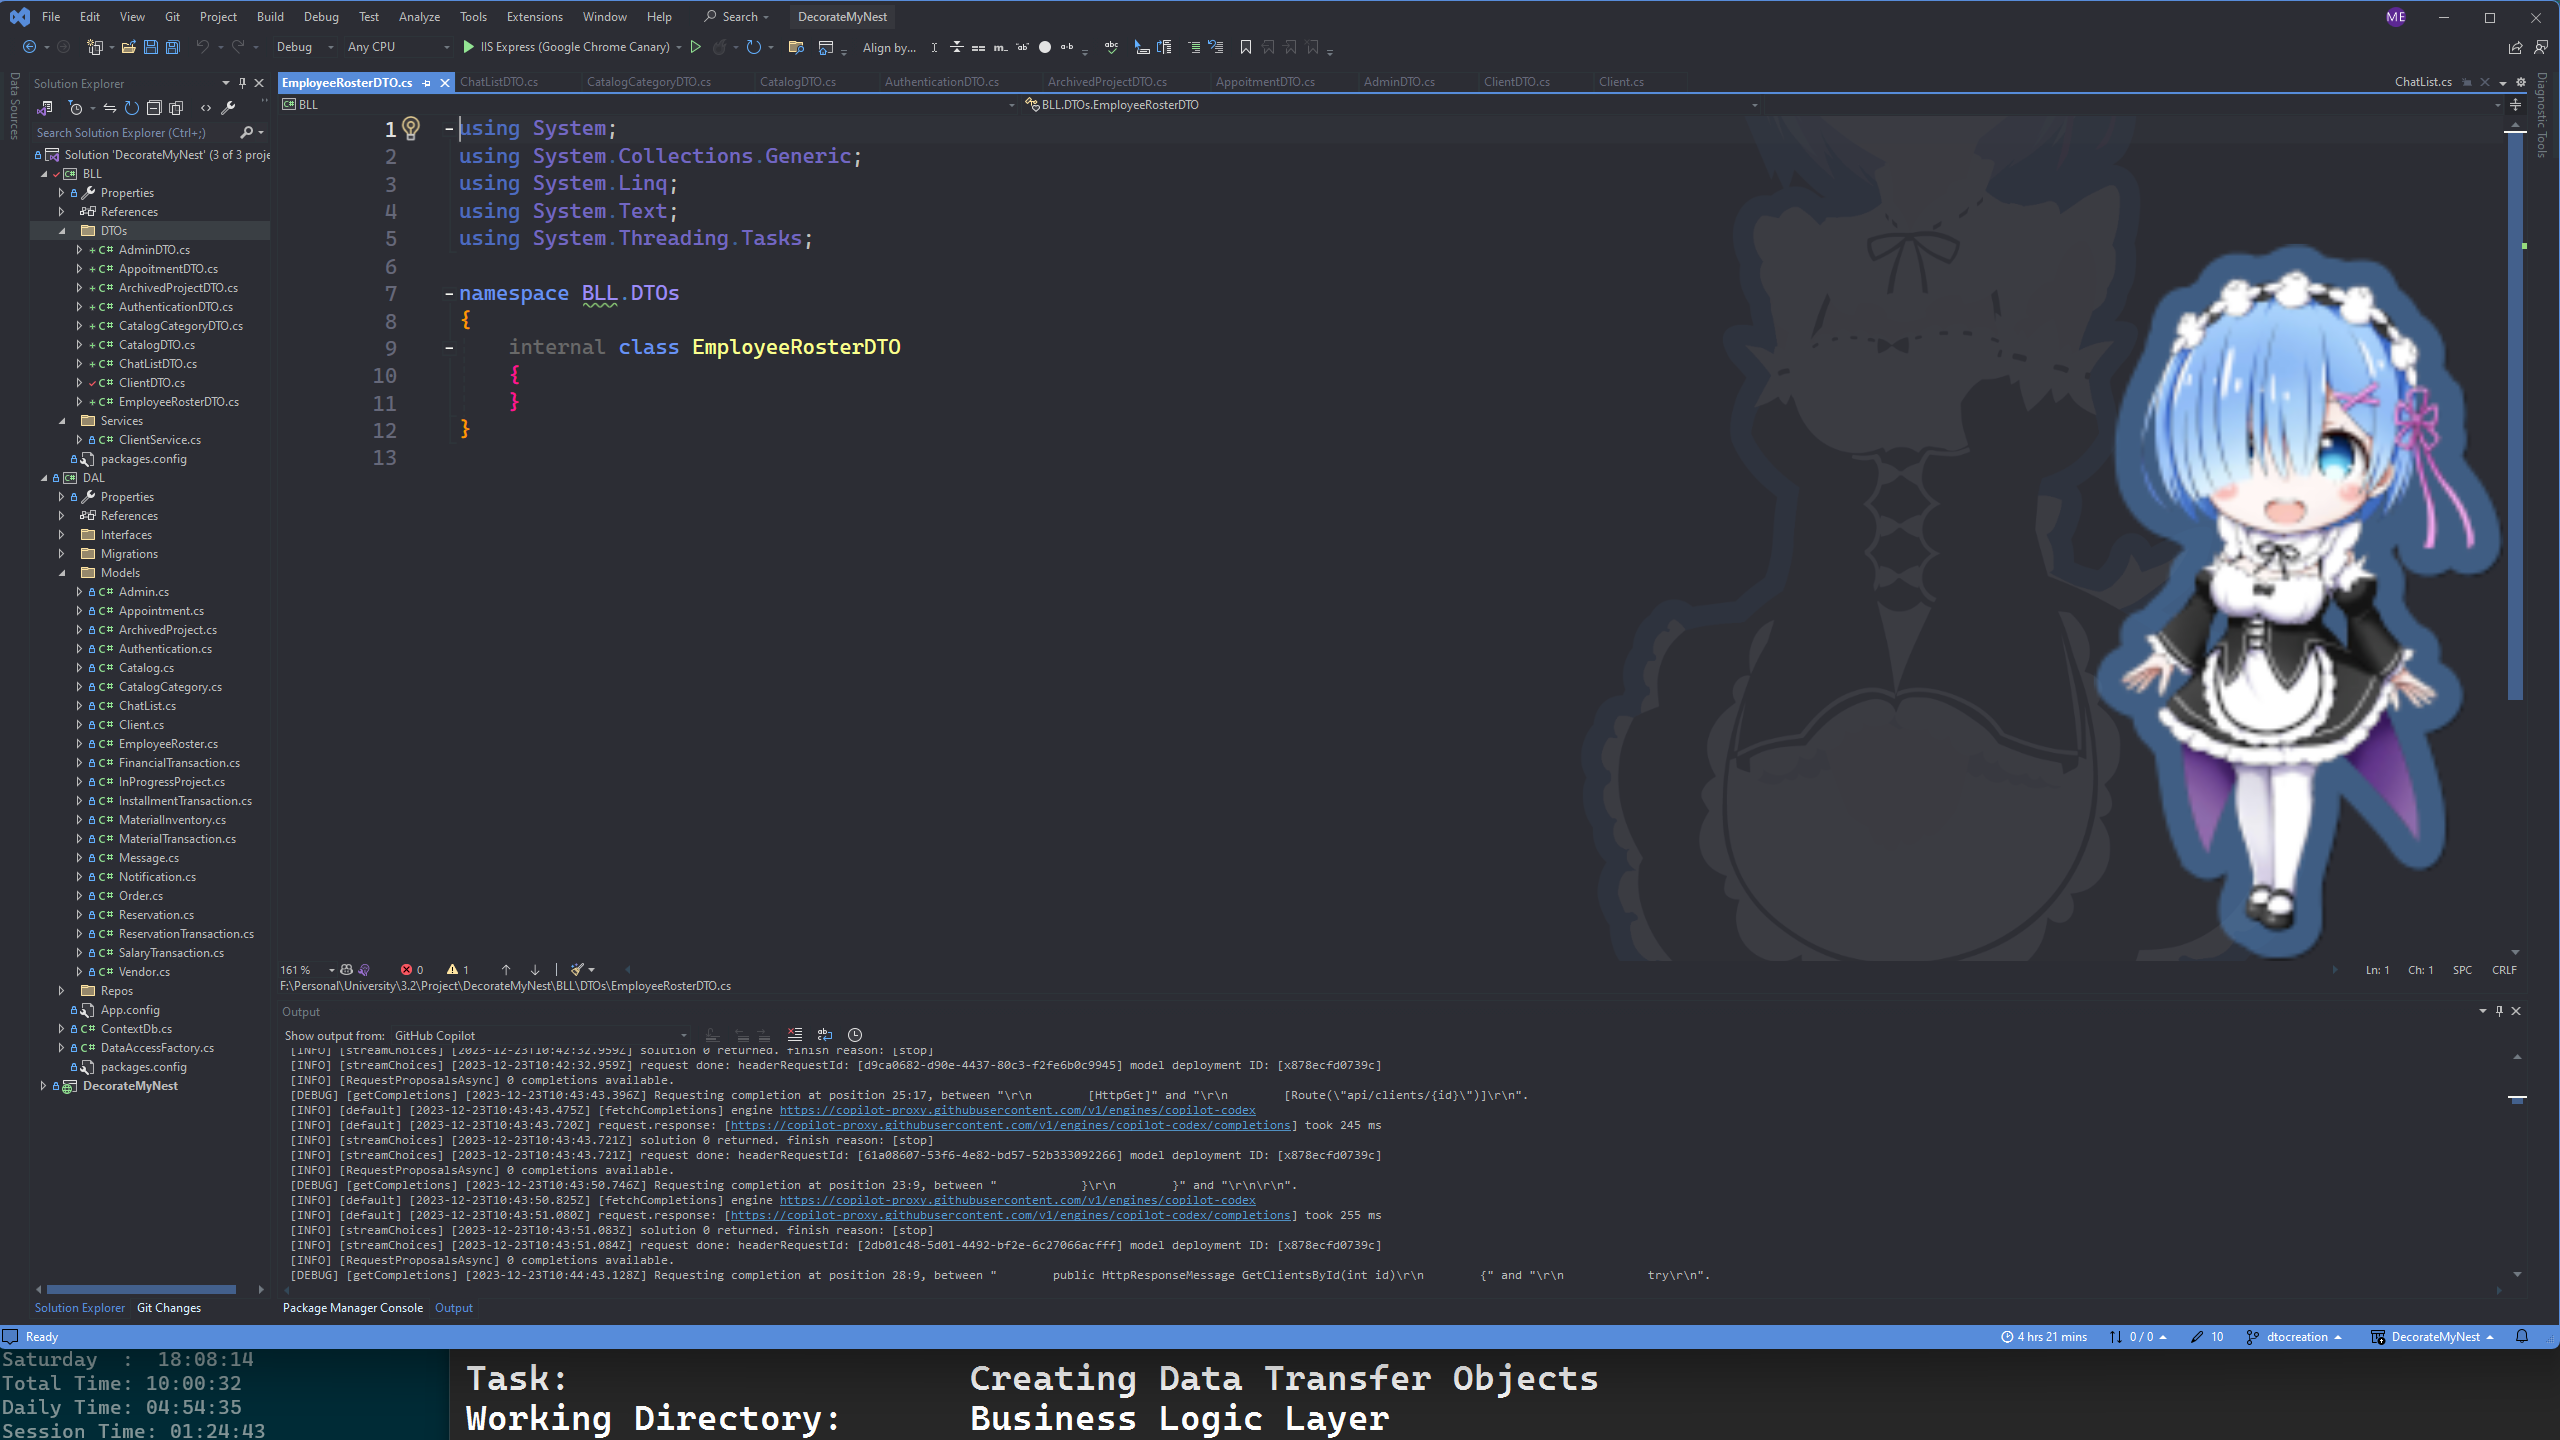 File Edit View Git Project Build Debug Test Analyze Tools Extensions Window Help Search DecorateMyNest ME
Debug Any CPU IIS Express (Google Chrome Canary) Align by...
Data Sources
Solution Explorer
Search Solution Explorer (Ctrl+;)
Solution 'DecorateMyNest' (3 of 3 proje
BLL
Properties
References
DTOs
AdminDTO.cs
AppoitmentDTO.cs
ArchivedProjectDTO.cs
AuthenticationDTO.cs
CatalogCategoryDTO.cs
CatalogDTO.cs
ChatListDTO.cs
ClientDTO.cs
EmployeeRosterDTO.cs
Services
ClientService.cs
packages.config
DAL
Properties
References
Interfaces
Migrations
Models
Admin.cs
Appointment.cs
ArchivedProject.cs
Authentication.cs
Catalog.cs
CatalogCategory.cs
ChatList.cs
Client.cs
EmployeeRoster.cs
FinancialTransaction.cs
InProgressProject.cs
InstallmentTransaction.cs
MaterialInventory.cs
MaterialTransaction.cs
Message.cs
Notification.cs
Order.cs
Reservation.cs
ReservationTransaction.cs
SalaryTransaction.cs
Vendor.cs
Repos
App.config
ContextDb.cs
DataAccessFactory.cs
packages.config
DecorateMyNest
Solution Explorer Git Changes
EmployeeRosterDTO.cs ChatListDTO.cs CatalogCategoryDTO.cs CatalogDTO.cs AuthenticationDTO.cs ArchivedProjectDTO.cs AppoitmentDTO.cs AdminDTO.cs ClientDTO.cs Client.cs ChatList.cs
BLL BLL.DTOs.EmployeeRosterDTO
Diagnostic Tools
1 using System;
2 using System.Collections.Generic;
3 using System.Linq;
4 using System.Text;
5 using System.Threading.Tasks;
6
7 namespace BLL.DTOs
8 {
9 internal class EmployeeRosterDTO
10 {
11 }
12 }
13
161 % 0 1 Ln: 1 Ch: 1 SPC CRLF
F:\Personal\University\3.2\Project\DecorateMyNest\BLL\DTOs\EmployeeRosterDTO.cs
Output
Show output from: GitHub Copilot
[INFO] [streamChoices] [2023-12-23T10:42:32.959Z] solution 0 returned. finish reason: [stop]
[INFO] [streamChoices] [2023-12-23T10:42:32.959Z] request done: headerRequestId: [d9ca0682-d90e-4437-80c3-f2fe6b0c9945] model deployment ID: [x878ecfd0739c]
[INFO] [RequestProposalsAsync] 0 completions available.
[DEBUG] [getCompletions] [2023-12-23T10:43:43.396Z] Requesting completion at position 25:17, between "\r\n [HttpGet]" and "\r\n [Route(\"api/clients/{id}\")]\r\n".
[INFO] [default] [2023-12-23T10:43:43.475Z] [fetchCompletions] engine https://copilot-proxy.githubusercontent.com/v1/engines/copilot-codex
[INFO] [default] [2023-12-23T10:43:43.720Z] request.response: [https://copilot-proxy.githubusercontent.com/v1/engines/copilot-codex/completions] took 245 ms
[INFO] [streamChoices] [2023-12-23T10:43:43.721Z] solution 0 returned. finish reason: [stop]
[INFO] [streamChoices] [2023-12-23T10:43:43.721Z] request done: headerRequestId: [61a08607-53f6-4e82-bd57-52b333092266] model deployment ID: [x878ecfd0739c]
[INFO] [RequestProposalsAsync] 0 completions available.
[DEBUG] [getCompletions] [2023-12-23T10:43:50.746Z] Requesting completion at position 23:9, between " }\r\n }" and "\r\n\r\n".
[INFO] [default] [2023-12-23T10:43:50.825Z] [fetchCompletions] engine https://copilot-proxy.githubusercontent.com/v1/engines/copilot-codex
[INFO] [default] [2023-12-23T10:43:51.080Z] request.response: [https://copilot-proxy.githubusercontent.com/v1/engines/copilot-codex/completions] took 255 ms
[INFO] [streamChoices] [2023-12-23T10:43:51.083Z] solution 0 returned. finish reason: [stop]
[INFO] [streamChoices] [2023-12-23T10:43:51.084Z] request done: headerRequestId: [2db01c48-5d01-4492-bf2e-6c27066acfff] model deployment ID: [x878ecfd0739c]
[INFO] [RequestProposalsAsync] 0 completions available.
[DEBUG] [getCompletions] [2023-12-23T10:44:43.128Z] Requesting completion at position 28:9, between " public HttpResponseMessage GetClientsById(int id)\r\n {" and "\r\n try\r\n".
Package Manager Console Output
Ready 4 hrs 21 mins 0 / 0 10 dtocreation DecorateMyNest
Saturday : 18:08:14
Total Time: 10:00:32
Daily Time: 04:54:35
Session Time: 01:24:43
Task: Creating Data Transfer Objects
Working Directory: Business Logic Layer